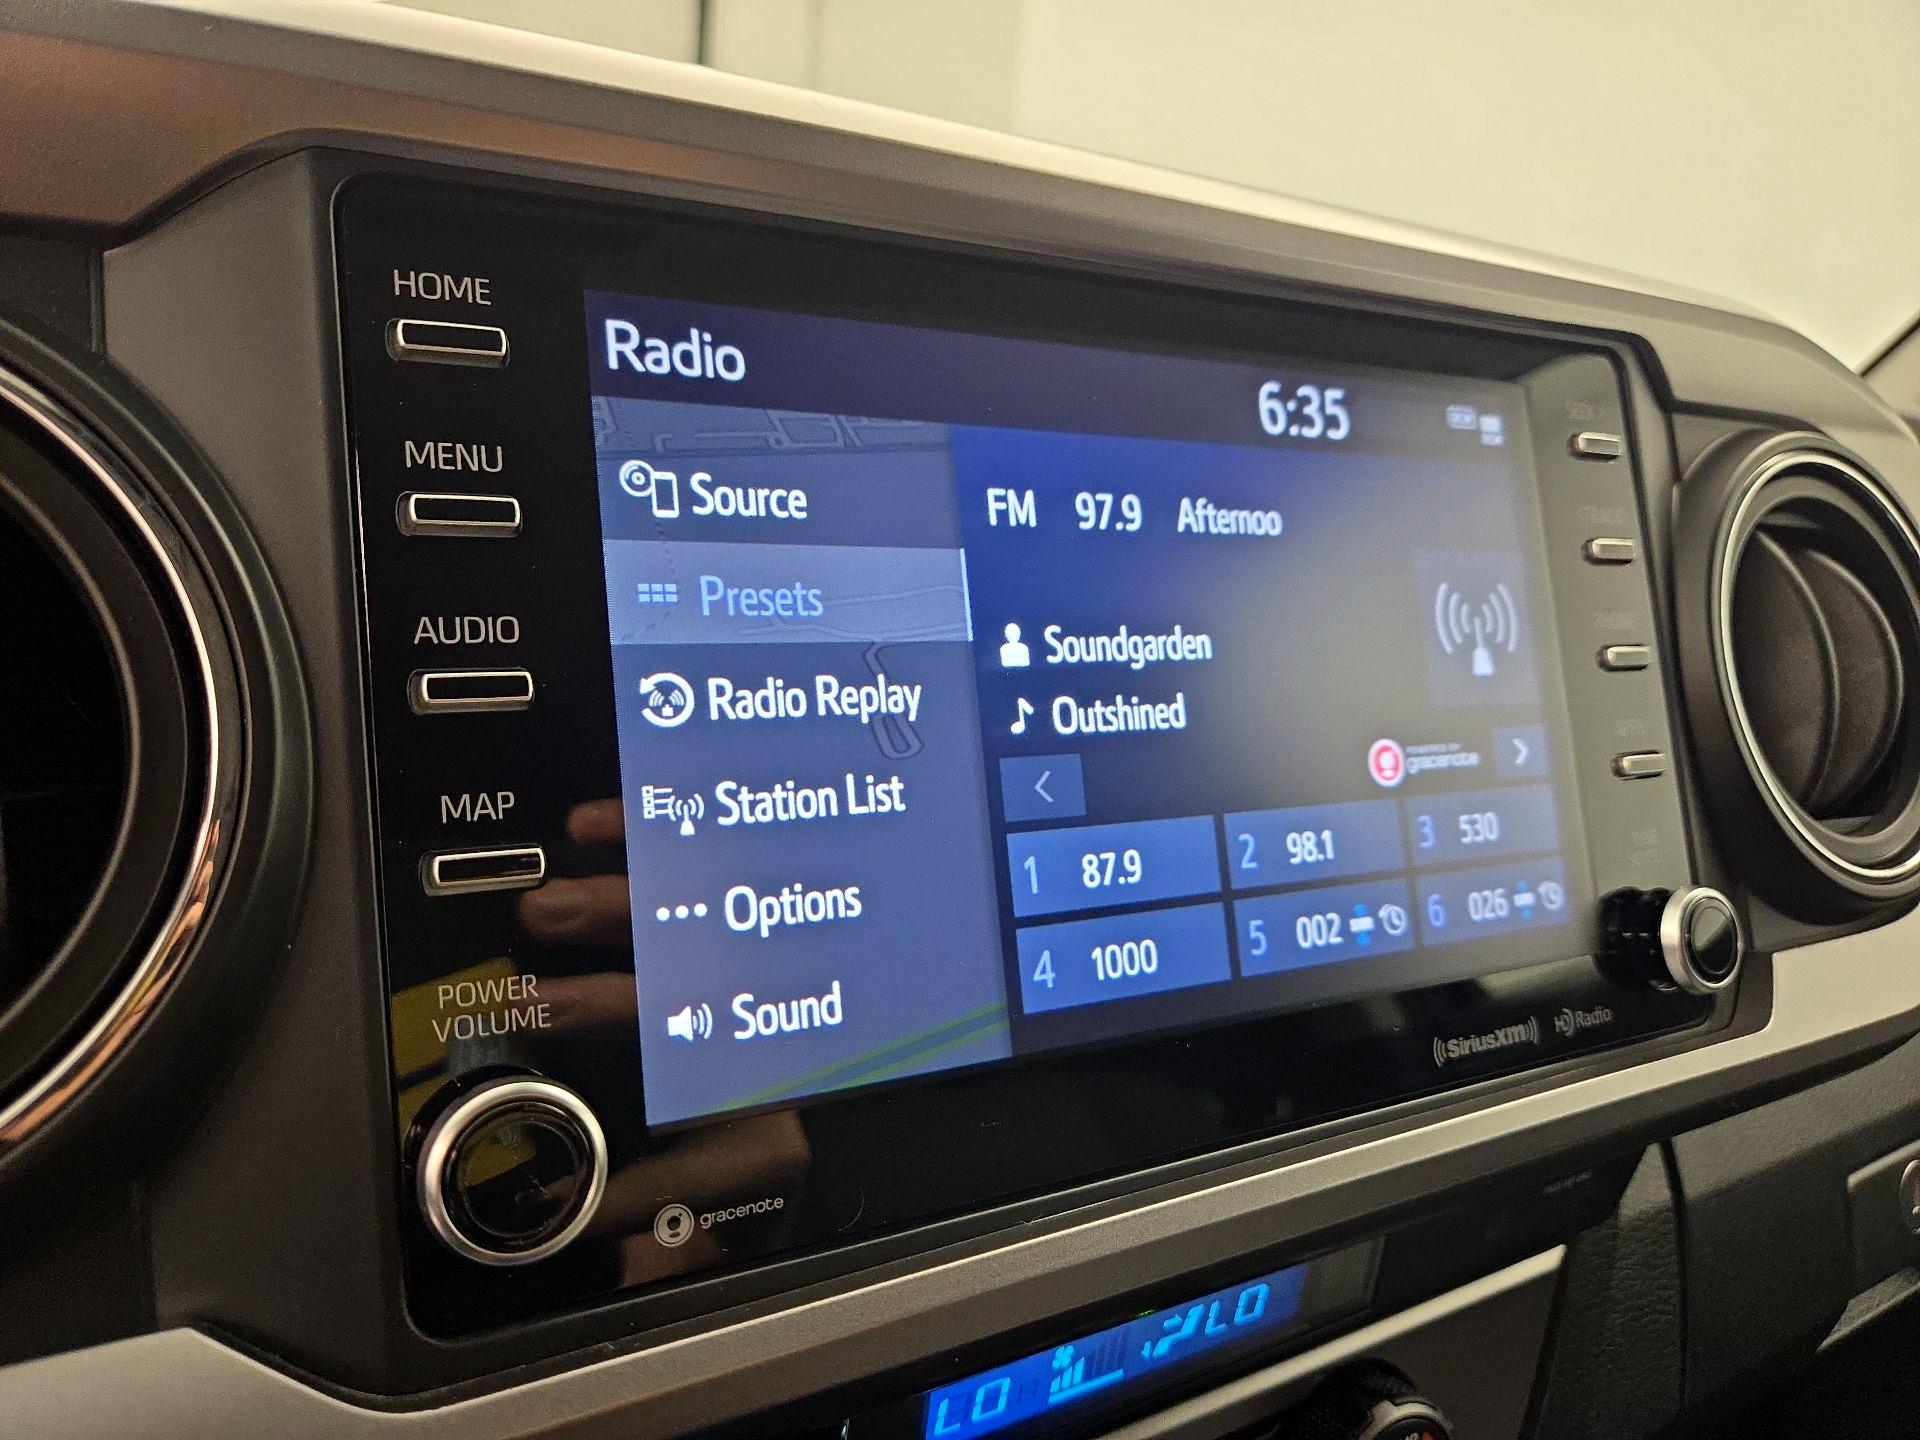 HOME
MENU
AUDIO
MAP
POWER
VOLUME
gracenote
Radio
6:35
Source
Presets
Radio Replay
Station List
Options
Sound
FM 97.9 Afternoo
Soundgarden
Outshined
POWERED BY
gracenote
1 87.9
2 98.1
3 530
4 1000
5 002
6 026
SiriusXM
HD Radio
LO
LO